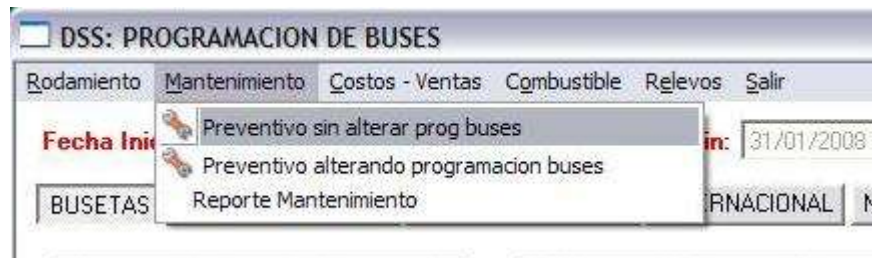 DSS: PROGRAMACION DE BUSES
Rodamiento Mantenimiento Costos - Ventas Combustible Relevos Salir
Preventivo sin alterar prog buses
Fecha 31/01/2008
Preventivo alterando programacion buses
BUSETAS Reporte Mantenimiento